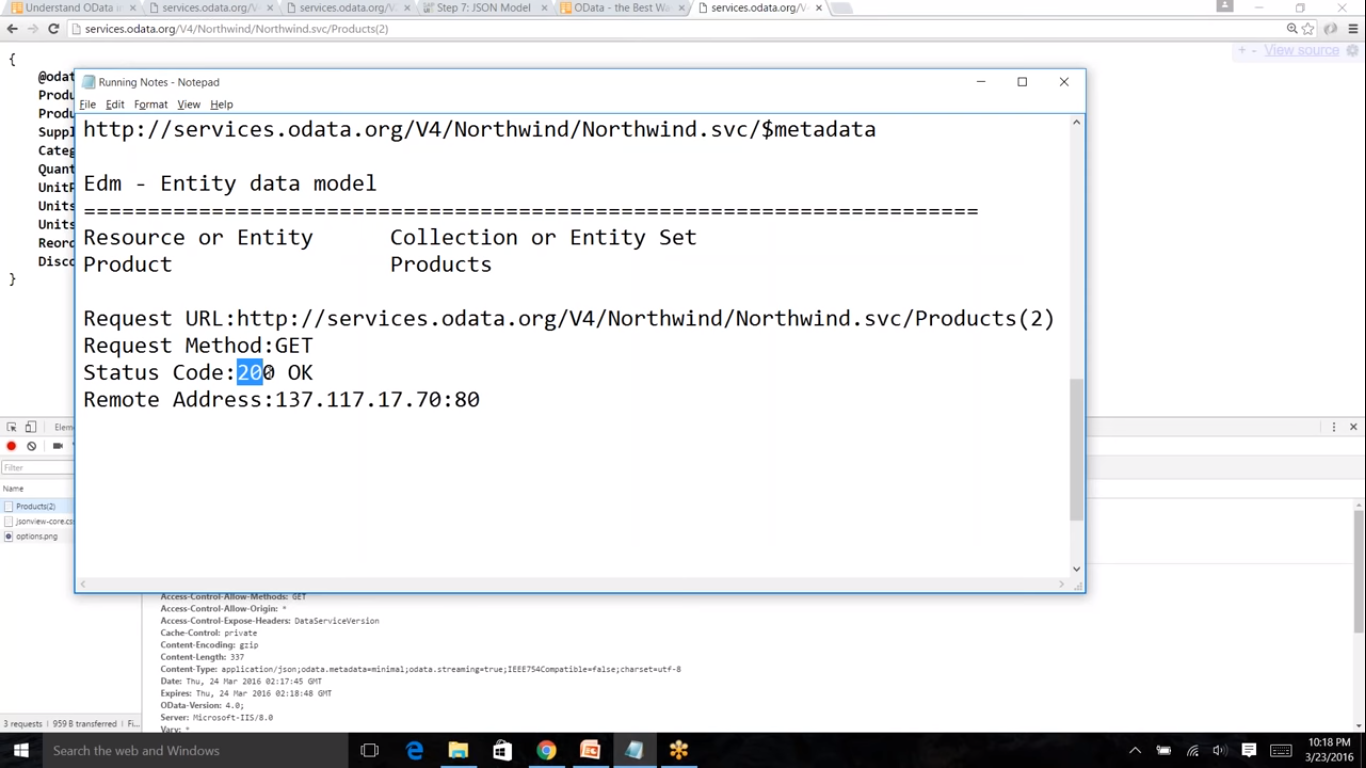 Understand OData in
services.odata.org/V
services.odata.org/V
Step 7: JSON Model
OData - the Best Wa
services.odata.org/V
services.odata.org/V4/Northwind/Northwind.svc/Products(2)
+ - View source
{
@odat
Produ
Produ
Suppl
Categ
Quant
UnitP
Units
Units
Reord
Disco
}
Running Notes - Notepad
File Edit Format View Help
http://services.odata.org/V4/Northwind/Northwind.svc/$metadata
Edm - Entity data model
======================================================================
Resource or Entity Collection or Entity Set
Product Products
Request URL:http://services.odata.org/V4/Northwind/Northwind.svc/Products(2)
Request Method:GET
Status Code:200 OK
Remote Address:137.117.17.70:80
Elem
Filter
Name
Products(2)
jsonview-core.cs
options.png
Access-Control-Allow-Methods: GET
Access-Control-Allow-Origin: *
Access-Control-Expose-Headers: DataServiceVersion
Cache-Control: private
Content-Encoding: gzip
Content-Length: 337
Content-Type: application/json;odata.metadata=minimal;odata.streaming=true;IEEE754Compatible=false;charset=utf-8
Date: Thu, 24 Mar 2016 02:17:45 GMT
Expires: Thu, 24 Mar 2016 02:18:48 GMT
OData-Version: 4.0;
Server: Microsoft-IIS/8.0
Vary: *
3 requests | 959 B transferred | Fi...
Search the web and Windows
10:18 PM
3/23/2016